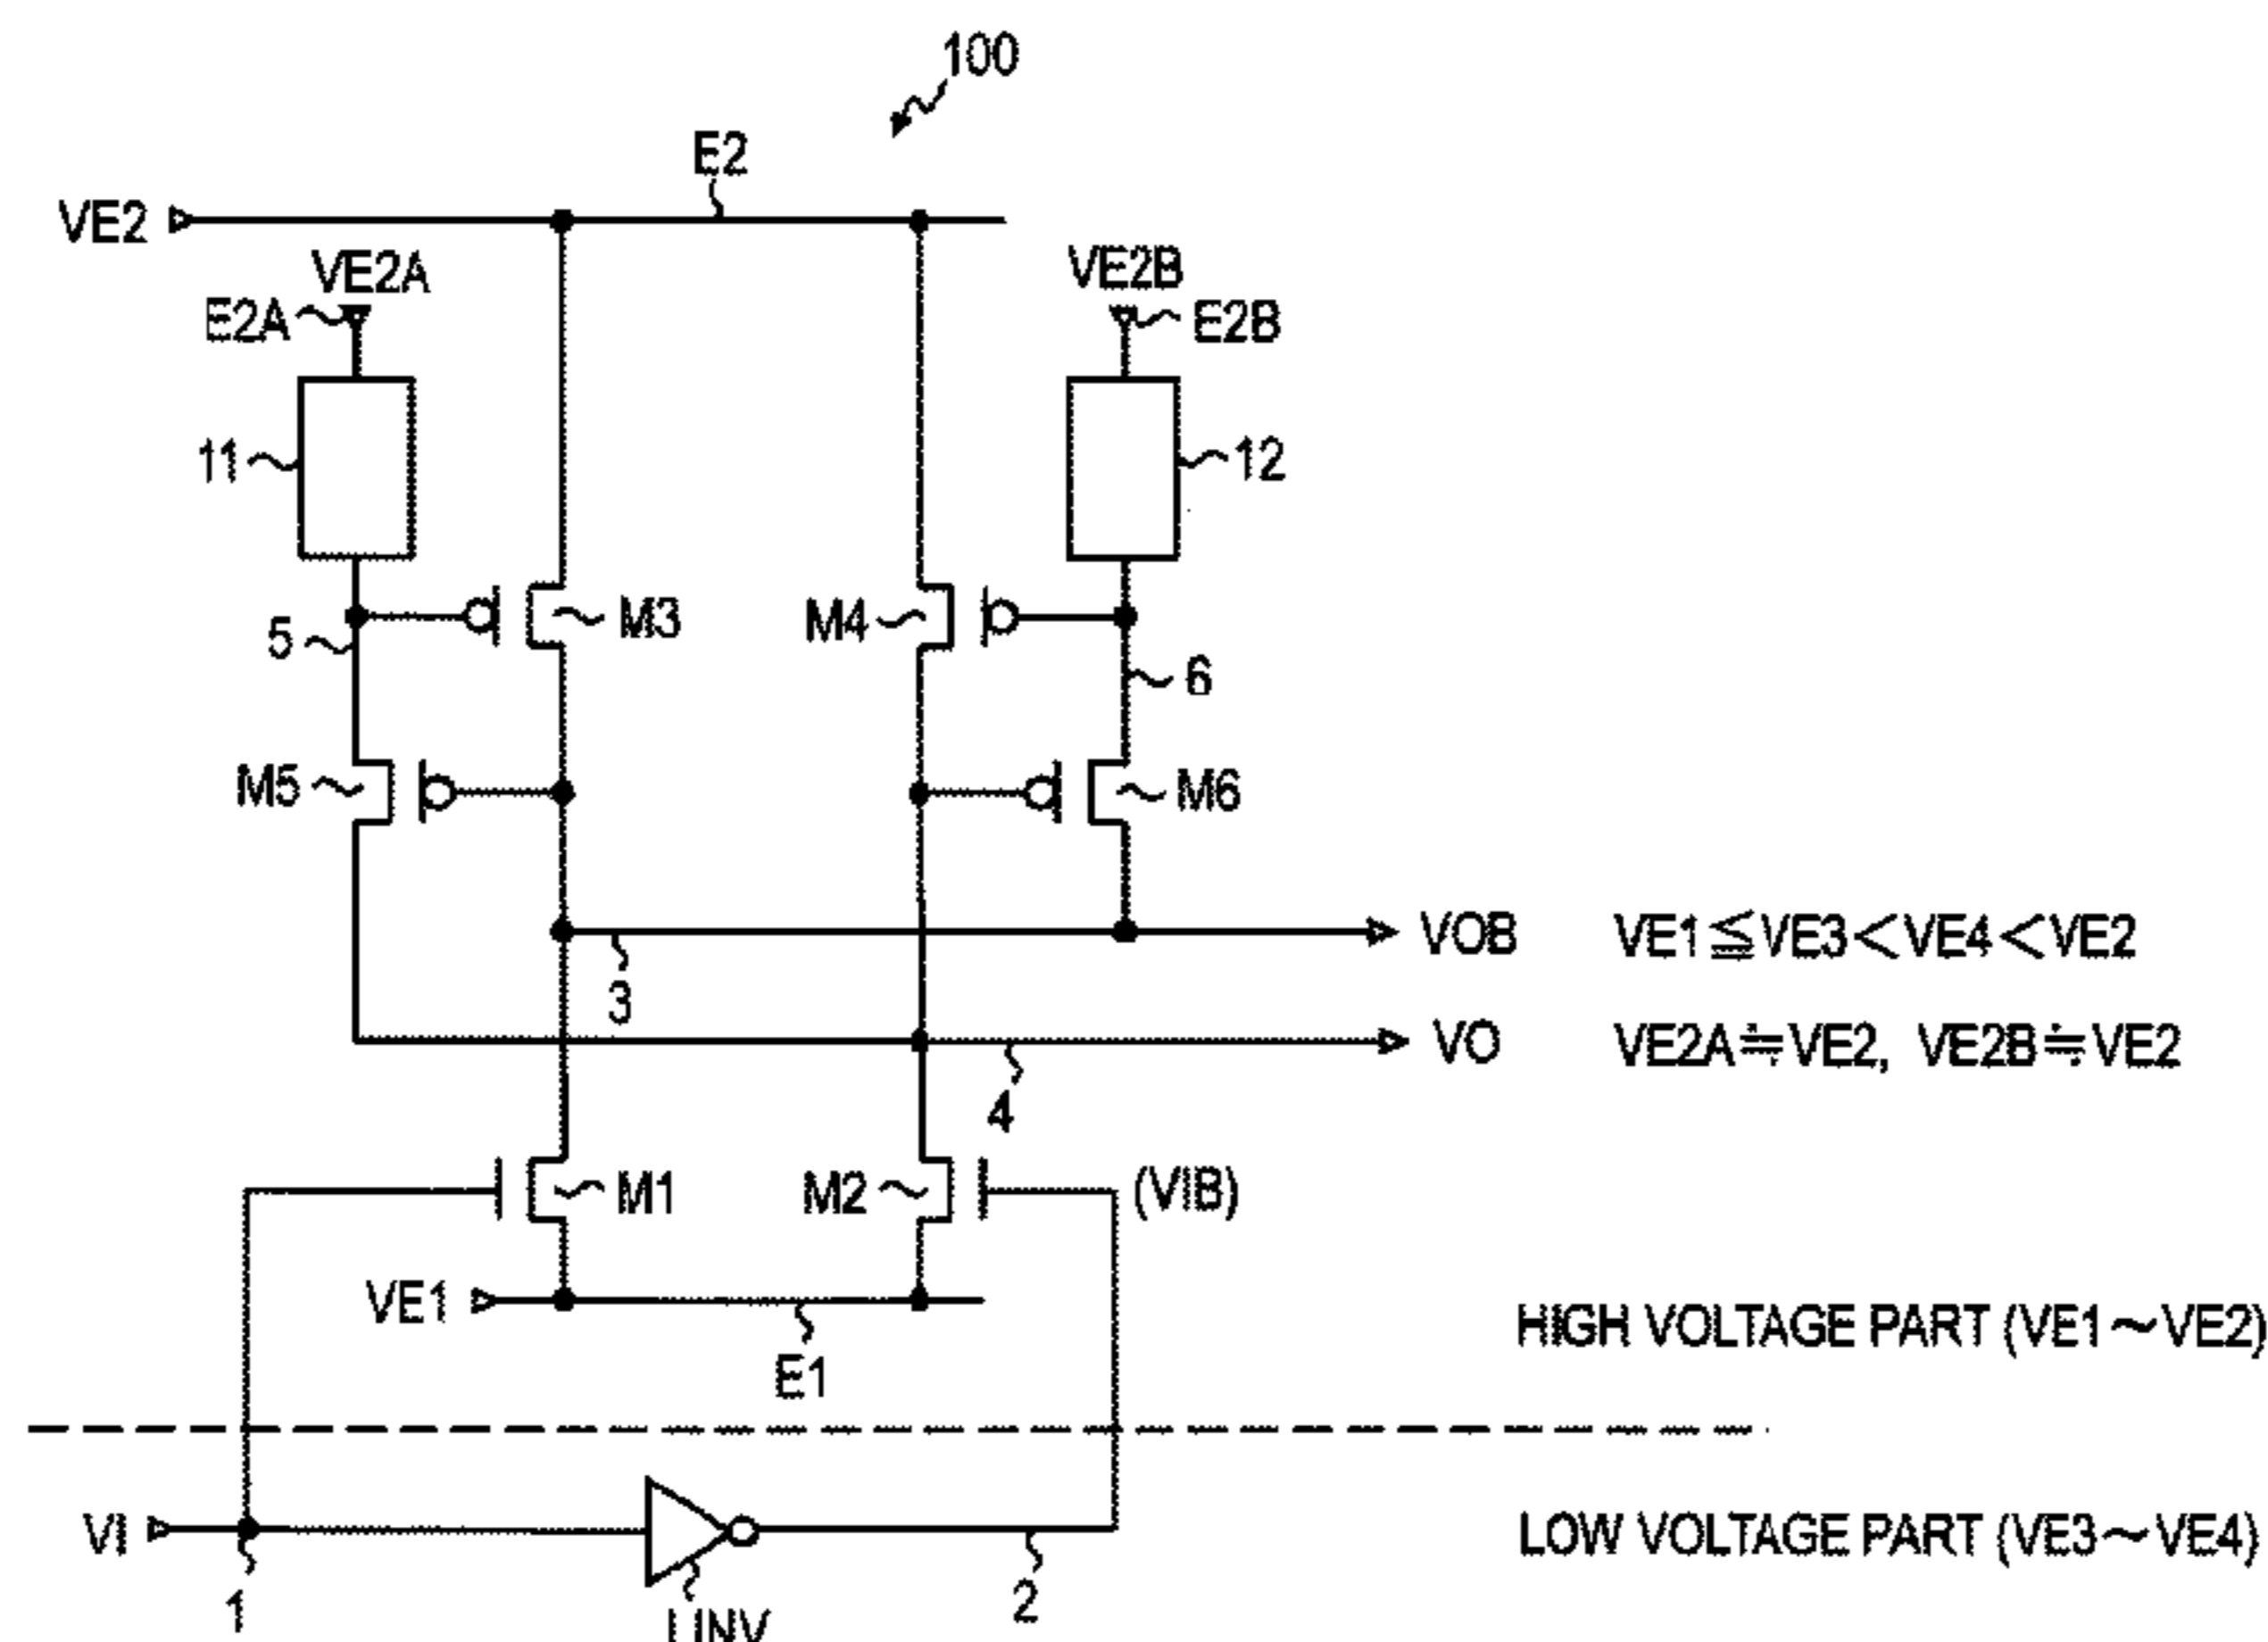 100
E2
VE2
VE2A
VE2B
E2A
E2B
11
12
M3
M4
5
6
M5
M6
VOB
VE1≦VE3<VE4<VE2
3
VO
VE2A≒VE2, VE2B≒VE2
4
M1
M2
(VIB)
VE1
E1
HIGH VOLTAGE PART (VE1~VE2)
VI
LOW VOLTAGE PART (VE3~VE4)
1
2